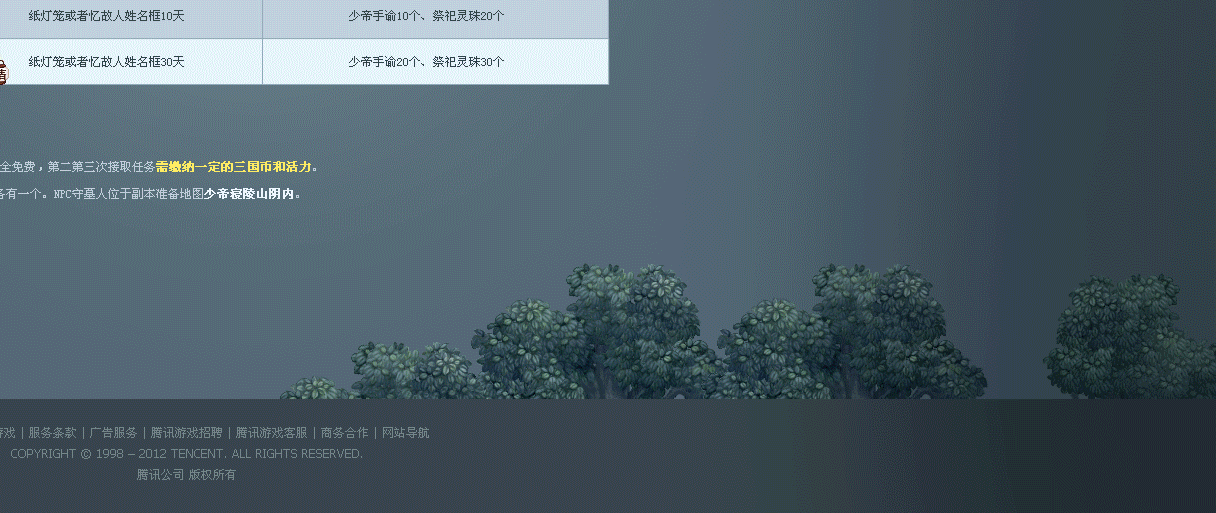 纸灯笼或者忆故人姓名框10天 少帝手谕10个、祭祀灵珠20个
纸灯笼或者忆故人姓名框30天 少帝手谕20个、祭祀灵珠30个
全免费，第二第三次接取任务需缴纳一定的三国币和活力。
各有一个。NPC守墓人位于副本准备地图少帝寝陵山阴内。
游戏 | 服务条款 | 广告服务 | 腾讯游戏招聘 | 腾讯游戏客服 | 商务合作 | 网站导航
COPYRIGHT © 1998 – 2012 TENCENT. ALL RIGHTS RESERVED.
腾讯公司 版权所有